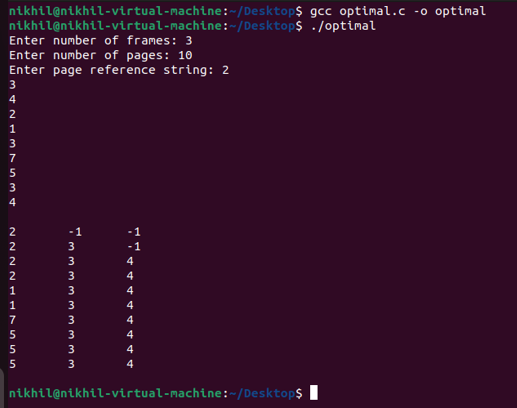 nikhil@nikhil-virtual-machine:~/Desktop$ gcc optimal.c -o optimal
nikhil@nikhil-virtual-machine:~/Desktop$ ./optimal
Enter number of frames: 3
Enter number of pages: 10
Enter page reference string: 2
3
4
2
1
3
7
5
3
4
2 -1 -1
2 3 -1
2 3 4
2 3 4
1 3 4
1 3 4
7 3 4
5 3 4
5 3 4
5 3 4
nikhil@nikhil-virtual-machine:~/Desktop$